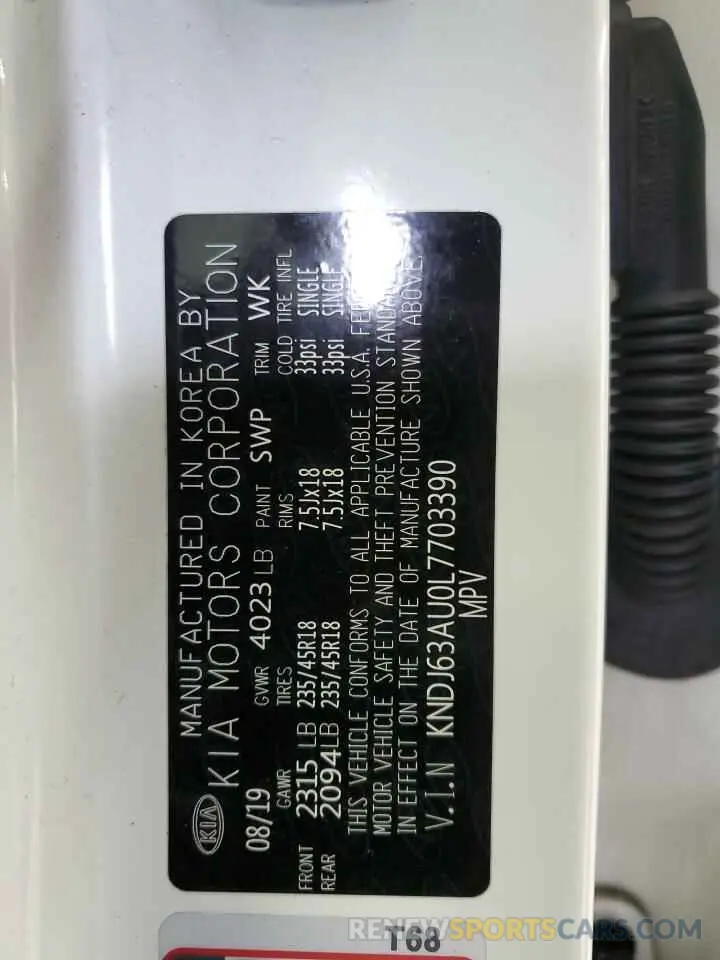 MANUFACTURED IN KOREA BY
KIA KIA MOTORS CORPORATION
08/19 GVWR 4023 LB PAINT SWP TRIM WK
GAWR TIRES RIMS COLD TIRE INFL
FRONT 2315 LB 235/45R18 7.5Jx18 33psi SINGLE
REAR 2094 LB 235/45R18 7.5Jx18 33psi SINGLE
THIS VEHICLE CONFORMS TO ALL APPLICABLE U.S.A.
MOTOR VEHICLE SAFETY AND THEFT PREVENTION
IN EFFECT ON THE DATE OF MANUFACTURE SHOWN ABOVE.
V.I.N KNDJ63AU0L7703390
MPV
T68
RENEWSPORTSCARS.COM